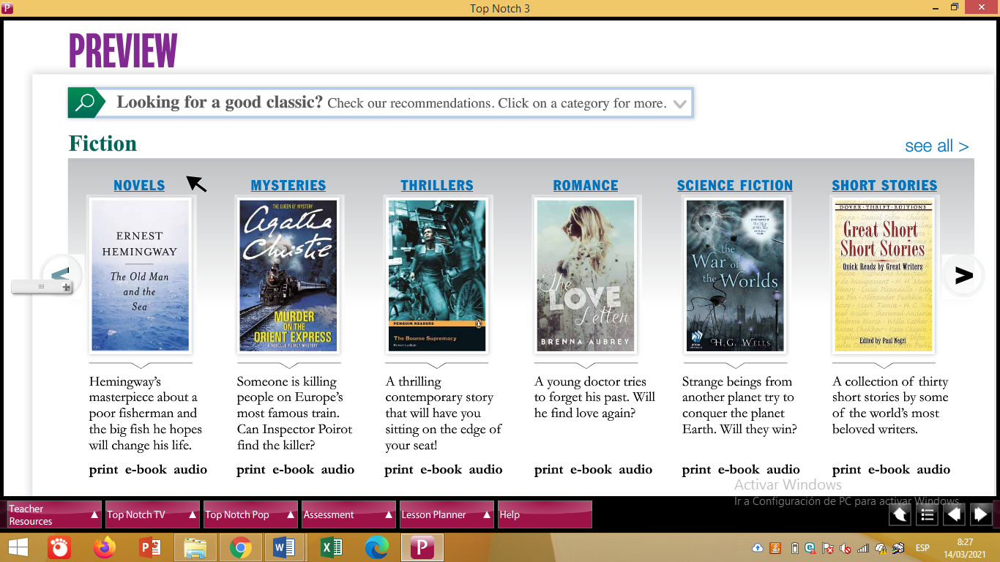 Top Notch 3
PREVIEW
Looking for a good classic? Check our recommendations. Click on a category for more.
Fiction
see all >
NOVELS
ERNEST
HEMINGWAY
The Old Man
and the
Sea
Hemingway's
masterpiece about a
poor fisherman and
the big fish he hopes
will change his life.
print e-book audio
MYSTERIES
THE QUEEN OF MYSTERY
Agatha
Christie
MURDER
ON THE
ORIENT EXPRESS
A HERCULE POIROT MYSTERY
Someone is killing
people on Europe's
most famous train.
Can Inspector Poirot
find the killer?
print e-book audio
THRILLERS
PENGUIN READERS
The Bourne Supremacy
Robert Ludlum
A thrilling
contemporary story
that will have you
sitting on the edge of
your seat!
print e-book audio
ROMANCE
The
LOVE
Letter
BRENNA AUBREY
A young doctor tries
to forget his past. Will
he find love again?
print e-book audio
SCIENCE FICTION
the
War of
the Worlds
H.G. WELLS
Strange beings from
another planet try to
conquer the planet
Earth. Will they win?
print e-book audio
SHORT STORIES
DOVER · THRIFT · EDITIONS
Great Short
Short Stories
Quick Reads by Great Writers
Edited by Paul Negri
A collection of thirty
short stories by some
of the world's most
beloved writers.
print e-book audio
Activar Windows
Ir a Configuración de PC para activar Windows.
Teacher
Resources
Top Notch TV
Top Notch Pop
Assessment
Lesson Planner
Help
ESP
8:27
14/03/2021